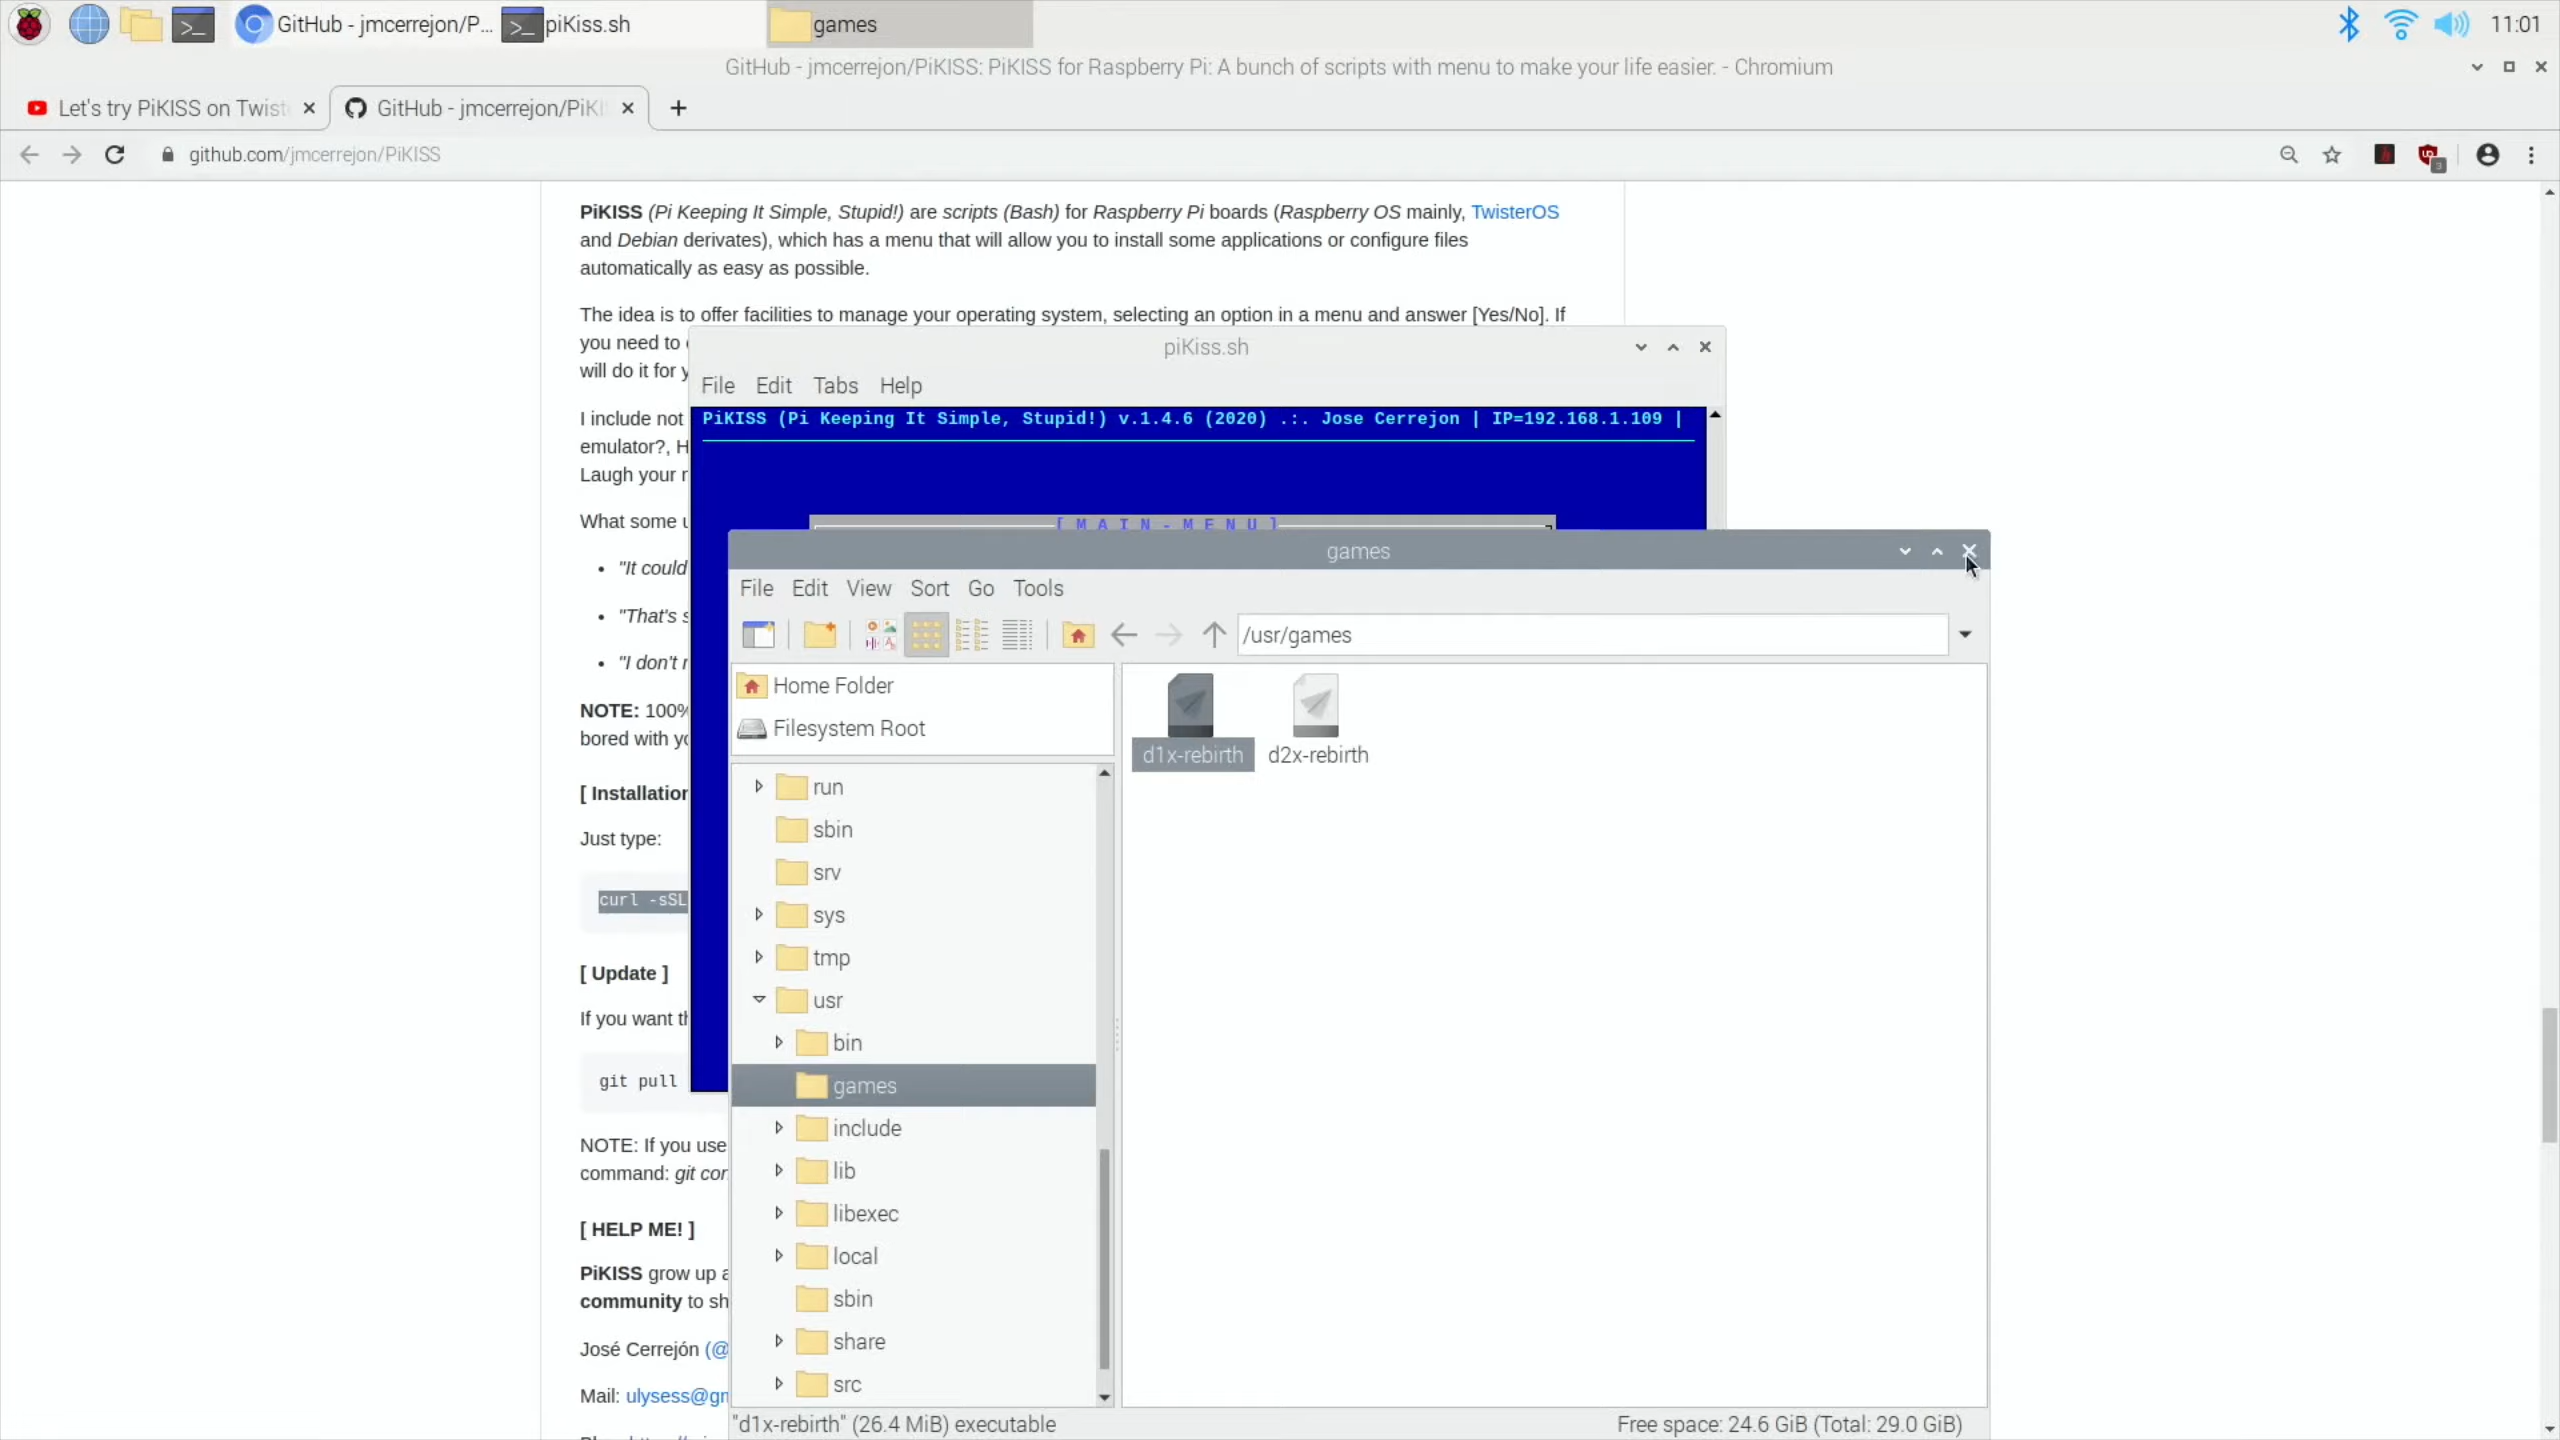 GitHub - jmcerrejon/P...
piKiss.sh
games
11:01
GitHub - jmcerrejon/PiKISS: PiKISS for Raspberry Pi: A bunch of scripts with menu to make your life easier. - Chromium
Let's try PiKISS on Twist
GitHub - jmcerrejon/PiKI
github.com/jmcerrejon/PiKISS
3
PiKISS (Pi Keeping It Simple, Stupid!) are scripts (Bash) for Raspberry Pi boards (Raspberry OS mainly, TwisterOS
and Debian derivates), which has a menu that will allow you to install some applications or configure files
automatically as easy as possible.
The idea is to offer facilities to manage your operating system, selecting an option in a menu and answer [Yes/No]. If
you need to
will do it for y
I include not
emulator?, H
Laugh your r
What some u
"It could
"That's s
"I don't r
NOTE: 100%
bored with yo
[ Installation
Just type:
curl -sSL
[ Update ]
If you want th
git pull
NOTE: If you use
command: git cor
[ HELP ME! ]
PiKISS grow up a
community to sh
José Cerrejón (@
Mail: ulysess@gm
piKiss.sh
File Edit Tabs Help
PiKISS (Pi Keeping It Simple, Stupid!) v.1.4.6 (2020) .:. Jose Cerrejon | IP=192.168.1.109 |
[ M A I N - M E N U ]
games
File Edit View Sort Go Tools
/usr/games
Home Folder
Filesystem Root
run
sbin
srv
sys
tmp
usr
bin
games
include
lib
libexec
local
sbin
share
src
d1x-rebirth
d2x-rebirth
"d1x-rebirth" (26.4 MiB) executable
Free space: 24.6 GiB (Total: 29.0 GiB)